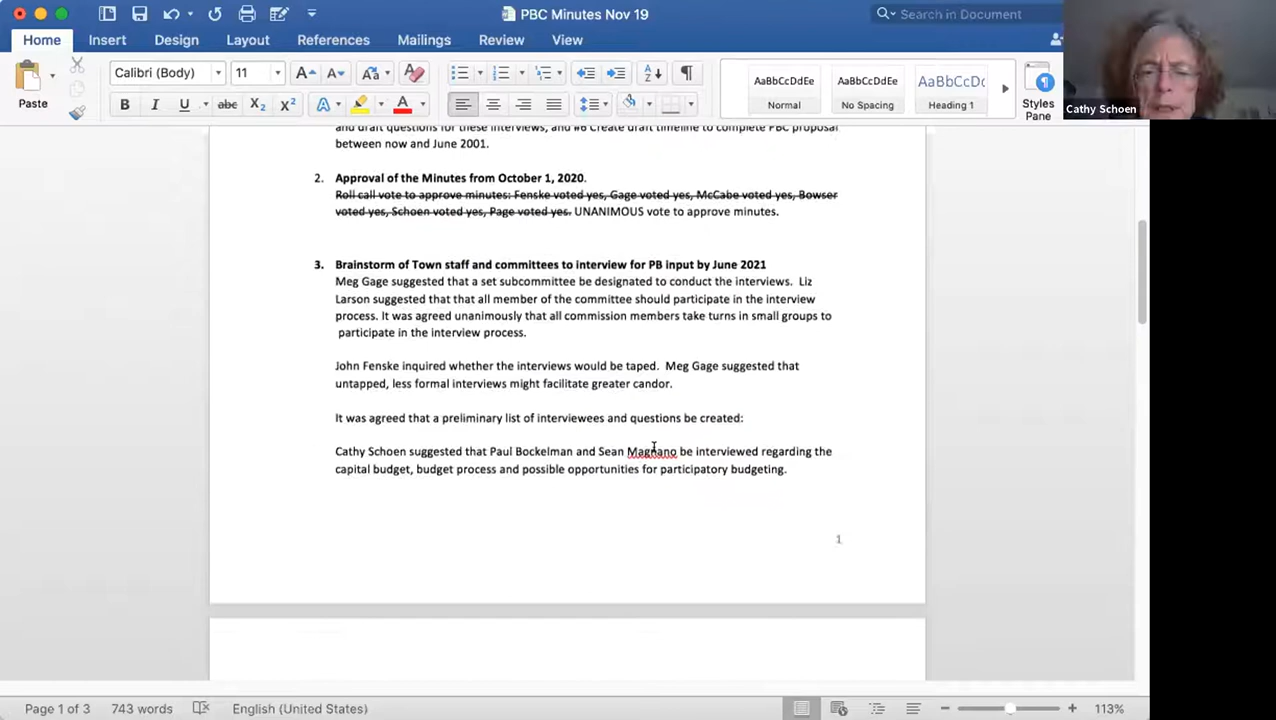 PBC Minutes Nov 19
Search in Document
Home Insert Design Layout References Mailings Review View
Paste
Calibri (Body) 11
AaBbCcDdEe AaBbCcDdEe AaBbCcDc
Normal No Spacing Heading 1
Styles
Pane
Cathy Schoen
and draft questions for these interviews, and #6 Create draft timeline to complete PBC proposal
between now and June 2001.
2. Approval of the Minutes from October 1, 2020.
Roll call vote to approve minutes: Fenske voted yes, Gage voted yes, McCabe voted yes, Bowser
voted yes, Schoen voted yes, Page voted yes. UNANIMOUS vote to approve minutes.
3. Brainstorm of Town staff and committees to interview for PB input by June 2021
Meg Gage suggested that a set subcommittee be designated to conduct the interviews. Liz
Larson suggested that that all member of the committee should participate in the interview
process. It was agreed unanimously that all commission members take turns in small groups to
participate in the interview process.
John Fenske inquired whether the interviews would be taped. Meg Gage suggested that
untapped, less formal interviews might facilitate greater candor.
It was agreed that a preliminary list of interviewees and questions be created:
Cathy Schoen suggested that Paul Bockelman and Sean Magnano be interviewed regarding the
capital budget, budget process and possible opportunities for participatory budgeting.
1
Page 1 of 3 743 words English (United States) 113%